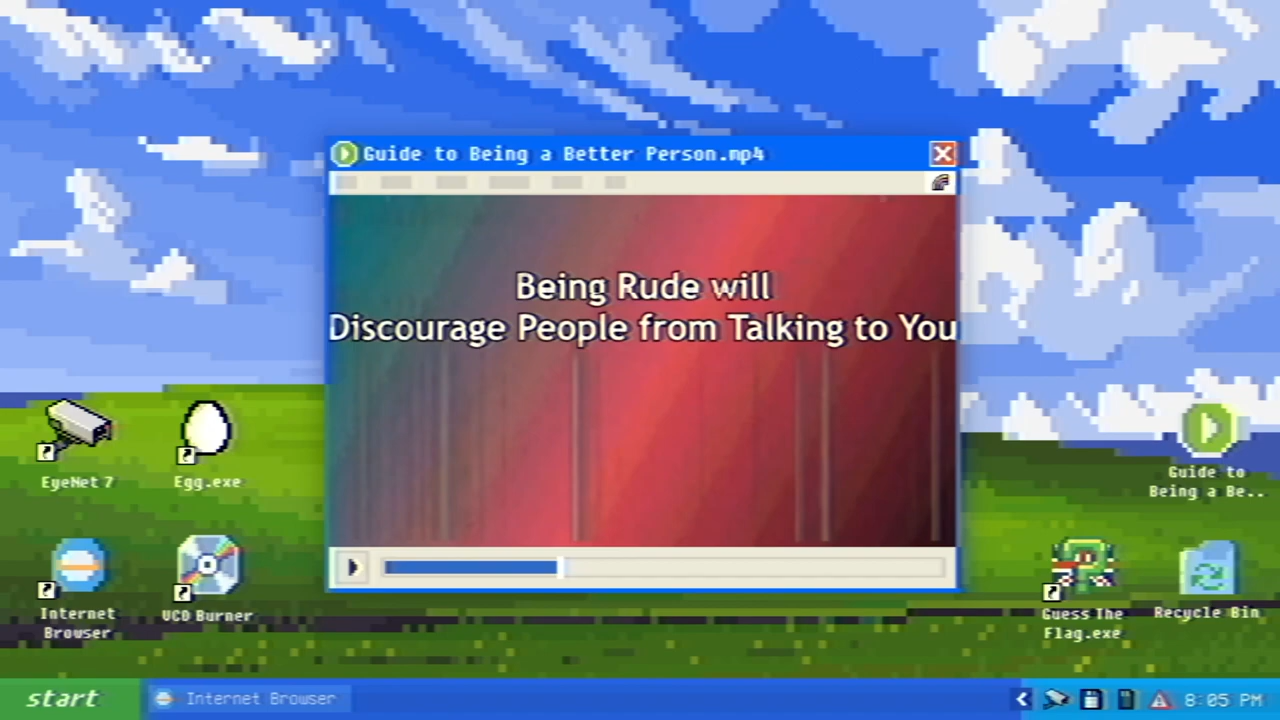 Guide to Being a Better Person.mp4
Being Rude will
Discourage People from Talking to You
EyeNet 7
Egg.exe
Guide to
Being a Be..
Internet
Browser
VCD Burner
Guess The
Flag.exe
Recycle Bin
start
Internet Browser
8:05 PM